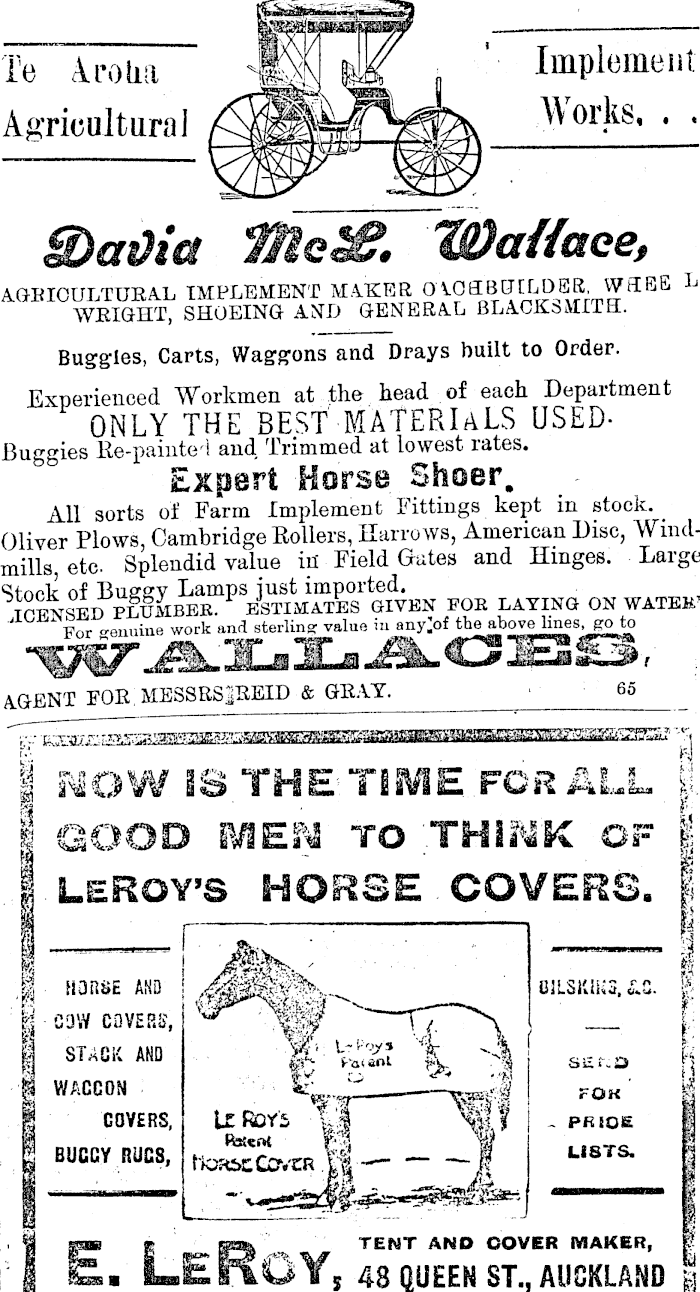 Te Aroha
Agricultural
Implement
Works. . .
David McL. Wallace,
AGRICULTURAL IMPLEMENT MAKER OACHBUILDER, WHEE L
WRIGHT, SHOEING AND GENERAL BLACKSMITH.
Buggies, Carts, Waggons and Drays built to Order.
Experienced Workmen at the head of each Department
ONLY THE BEST MATERIALS USED.
Buggies Re-painted and Trimmed at lowest rates.
Expert Horse Shoer.
All sorts of Farm Implement Fittings kept in stock.
Oliver Plows, Cambridge Rollers, Harrows, American Disc, Wind-
mills, etc. Splendid value in Field Gates and Hinges. Large
Stock of Buggy Lamps just imported.
LICENSED PLUMBER. ESTIMATES GIVEN FOR LAYING ON WATER
For genuine work and sterling value in any of the above lines, go to
WALLACES,
AGENT FOR MESSRS REID & GRAY. 65
NOW IS THE TIME FOR ALL
GOOD MEN TO THINK OF
LEROY'S HORSE COVERS.
HORSE AND
COW COVERS,
STACK AND
WAGGON
COVERS,
BUGGY RUGS,
LeRoy's
Patent
LE ROY'S
Patent
HORSE COVER
OILSKINS, &C.
SEND
FOR
PRICE
LISTS.
E. LEROY,
TENT AND COVER MAKER,
48 QUEEN ST., AUCKLAND